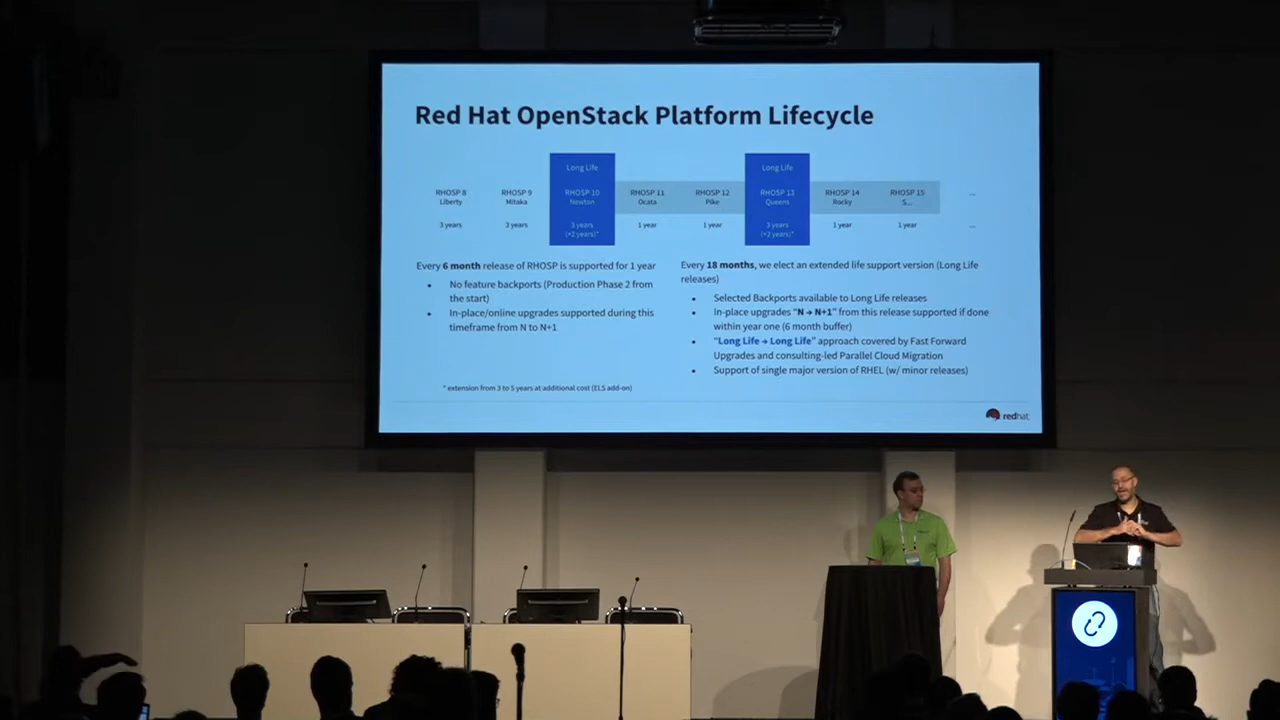 Red Hat OpenStack Platform Lifecycle
Long Life
Long Life
RHOSP 8
RHOSP 9
RHOSP 10
RHOSP 11
RHOSP 12
RHOSP 13
RHOSP 14
RHOSP 15
...
Liberty
Mitaka
Newton
Ocata
Pike
Queens
Rocky
S...
3 years
3 years
3 years
1 year
1 year
3 years
1 year
1 year
...
(+2 years)*
Every 6 month release of RHOSP is supported for 1 year
• No feature backports (Production Phase 2 from
the start)
• In-place/online upgrades supported during this
timeframe from N to N+1
* extension from 3 to 5 years at additional cost (ELS add-on)
Every 18 months, we elect an extended life support version (Long Life
releases)
• Selected Backports available to Long Life releases
• In-place upgrades "N → N+1" from this release supported if done
within year one (6 month buffer)
• "Long Life → Long Life" approach covered by Fast Forward
Upgrades and consulting-led Parallel Cloud Migration
• Support of single major version of RHEL (w/ minor releases)
redhat